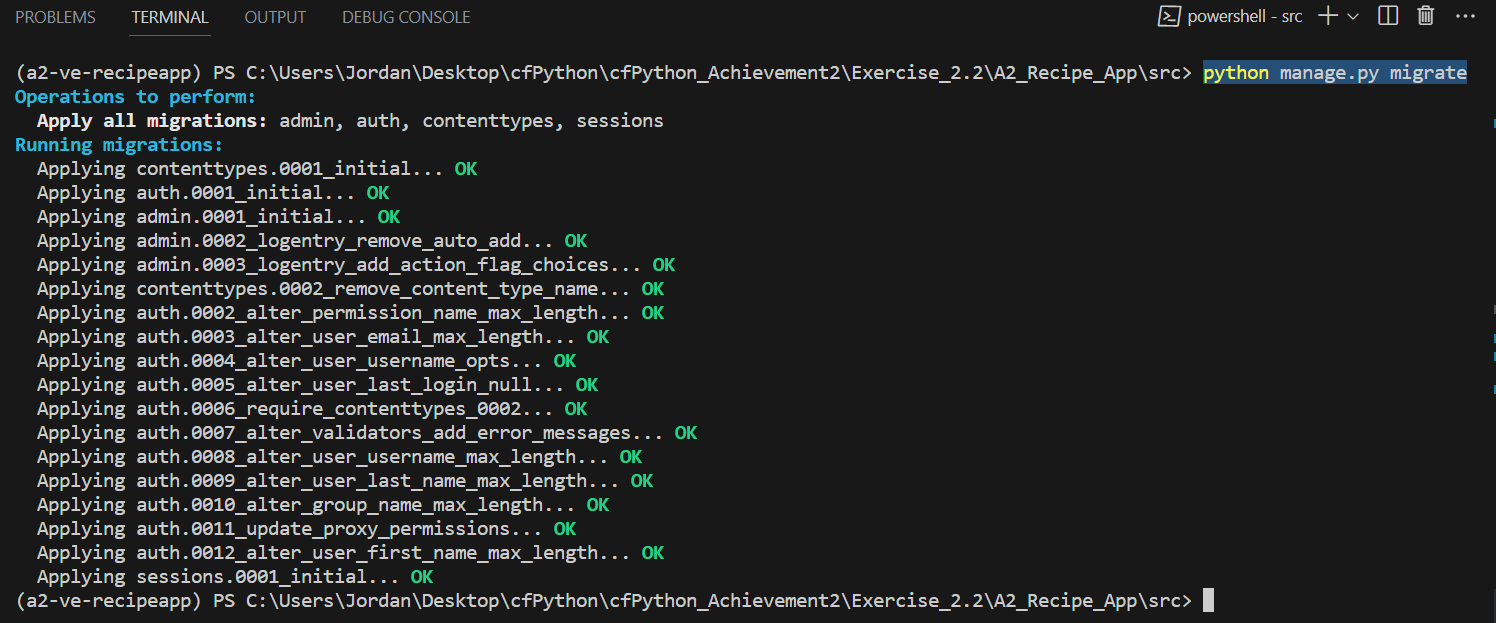 PROBLEMS TERMINAL OUTPUT DEBUG CONSOLE powershell - src
(a2-ve-recipeapp) PS C:\Users\Jordan\Desktop\cfPython\cfPython_Achievement2\Exercise_2.2\A2_Recipe_App\src> python manage.py migrate
Operations to perform:
  Apply all migrations: admin, auth, contenttypes, sessions
Running migrations:
  Applying contenttypes.0001_initial... OK
  Applying auth.0001_initial... OK
  Applying admin.0001_initial... OK
  Applying admin.0002_logentry_remove_auto_add... OK
  Applying admin.0003_logentry_add_action_flag_choices... OK
  Applying contenttypes.0002_remove_content_type_name... OK
  Applying auth.0002_alter_permission_name_max_length... OK
  Applying auth.0003_alter_user_email_max_length... OK
  Applying auth.0004_alter_user_username_opts... OK
  Applying auth.0005_alter_user_last_login_null... OK
  Applying auth.0006_require_contenttypes_0002... OK
  Applying auth.0007_alter_validators_add_error_messages... OK
  Applying auth.0008_alter_user_username_max_length... OK
  Applying auth.0009_alter_user_last_name_max_length... OK
  Applying auth.0010_alter_group_name_max_length... OK
  Applying auth.0011_update_proxy_permissions... OK
  Applying auth.0012_alter_user_first_name_max_length... OK
  Applying sessions.0001_initial... OK
(a2-ve-recipeapp) PS C:\Users\Jordan\Desktop\cfPython\cfPython_Achievement2\Exercise_2.2\A2_Recipe_App\src>